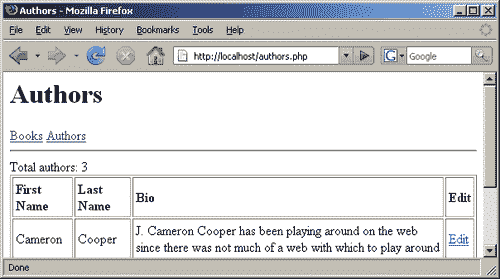 Authors - Mozilla Firefox
File Edit View History Bookmarks Tools Help
http://localhost/authors.php
G Google
Authors
Books Authors
Total authors: 3
First Name Last Name Bio Edit
Cameron Cooper J. Cameron Cooper has been playing around on the web Edit
since there was not much of a web with which to play around
Done